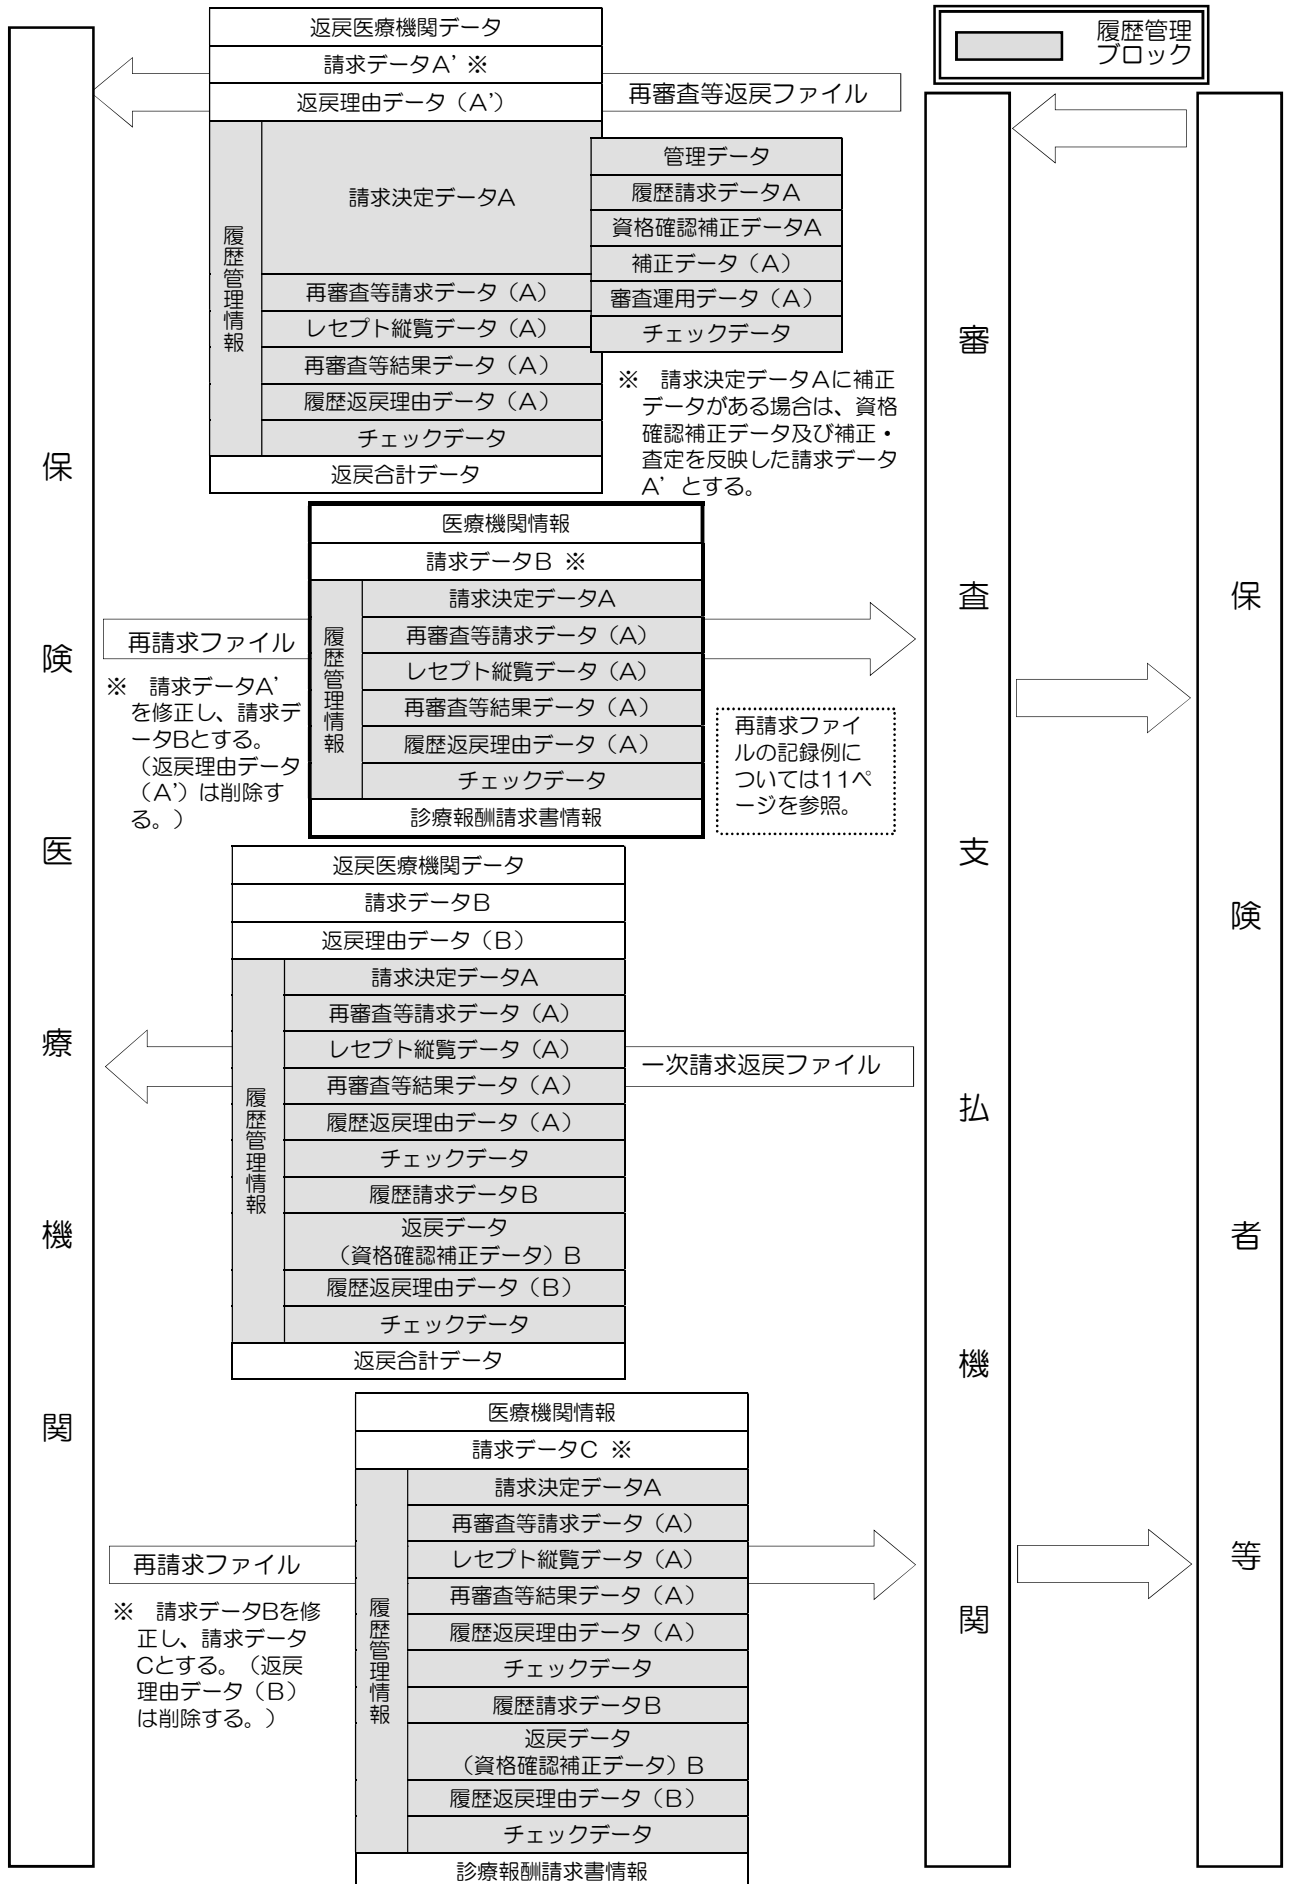 履歴管理
ブロック
保険医療機関
審査支払機関
保険者等
返戻医療機関データ
請求データA’ ※
返戻理由データ（A’）
再審査等返戻ファイル
履歴管理情報
請求決定データA
再審査等請求データ（A）
レセプト縦覧データ（A）
再審査等結果データ（A）
履歴返戻理由データ（A）
チェックデータ
返戻合計データ
管理データ
履歴請求データA
資格確認補正データA
補正データ（A）
審査運用データ（A）
チェックデータ
※　請求決定データAに補正
データがある場合は、資格
確認補正データ及び補正・
査定を反映した請求データ
A’ とする。
医療機関情報
請求データB ※
履歴管理情報
請求決定データA
再審査等請求データ（A）
レセプト縦覧データ（A）
再審査等結果データ（A）
履歴返戻理由データ（A）
チェックデータ
診療報酬請求書情報
再請求ファイル
※　請求データA’
を修正し、請求デ
ータBとする。
（返戻理由データ
（A’）は削除す
る。）
再請求ファイ
ルの記録例に
ついては11ペ
ージを参照。
返戻医療機関データ
請求データB
返戻理由データ（B）
履歴管理情報
請求決定データA
再審査等請求データ（A）
レセプト縦覧データ（A）
再審査等結果データ（A）
履歴返戻理由データ（A）
チェックデータ
履歴請求データB
返戻データ
（資格確認補正データ）B
履歴返戻理由データ（B）
チェックデータ
返戻合計データ
一次請求返戻ファイル
医療機関情報
請求データC ※
履歴管理情報
請求決定データA
再審査等請求データ（A）
レセプト縦覧データ（A）
再審査等結果データ（A）
履歴返戻理由データ（A）
チェックデータ
履歴請求データB
返戻データ
（資格確認補正データ）B
履歴返戻理由データ（B）
チェックデータ
診療報酬請求書情報
再請求ファイル
※　請求データBを修
正し、請求データ
Cとする。（返戻
理由データ（B）
は削除する。）